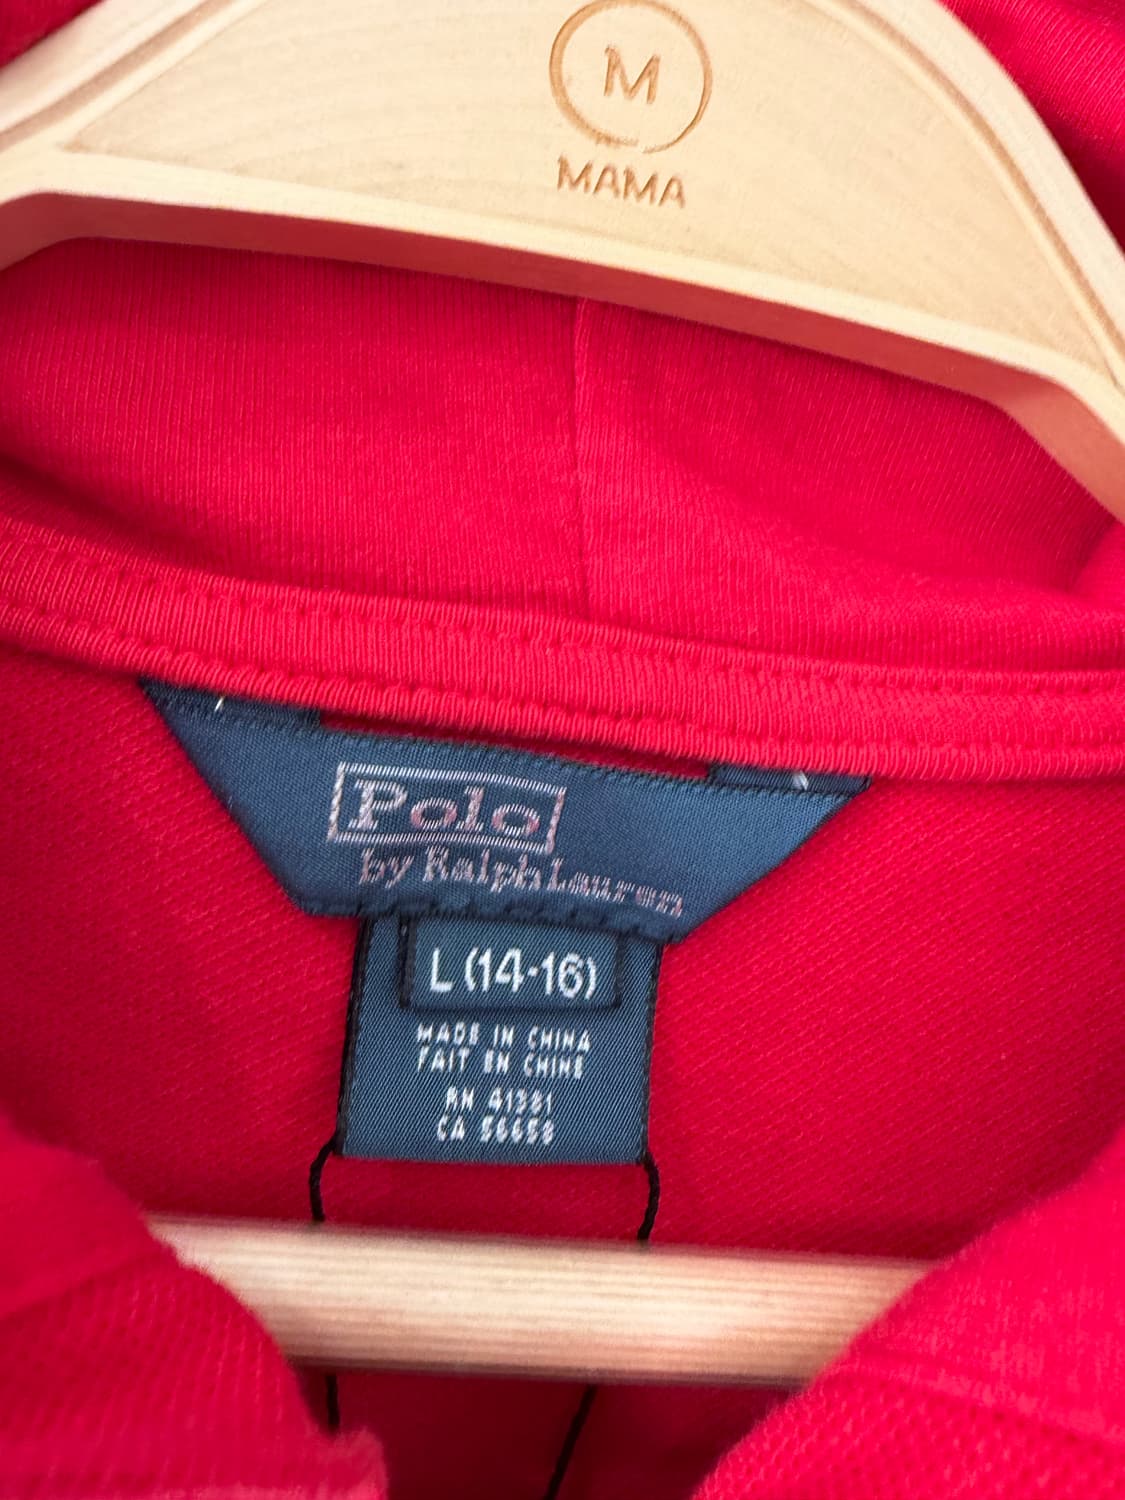 M
MAMA
Polo
by Ralph Lauren
L (14-16)
MADE IN CHINA
FAIT EN CHINE
RN 41381
CA 56658